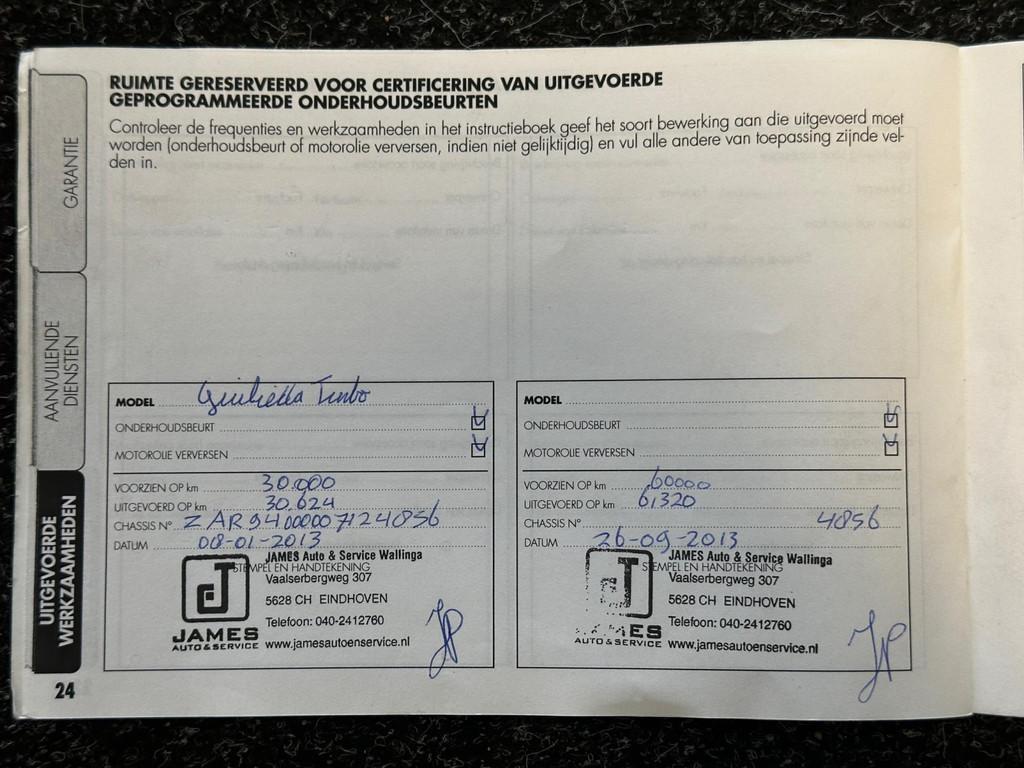 RUIMTE GERESERVEERD VOOR CERTIFICERING VAN UITGEVOERDE
GEPROGRAMMEERDE ONDERHOUDSBEURTEN
Controleer de frequenties en werkzaamheden in het instructieboek geef het soort bewerking aan die uitgevoerd moet
worden (onderhoudsbeurt of motorolie verversen, indien niet gelijktijdig) en vul alle andere van toepassing zijnde vel-
den in.
GARANTIE
AANVULLENDE
DIENSTEN
UITGEVOERDE
WERKZAAMHEDEN
MODEL Giulietta Turbo
ONDERHOUDSBEURT
MOTOROLIE VERVERSEN
VOORZIEN OP km 30.000
UITGEVOERD OP km 30.624
CHASSIS N° ZAR94000007124856
DATUM 08-01-2013
JAMES Auto & Service Wallinga
STEMPEL EN HANDTEKENING
Vaalserbergweg 307
5628 CH EINDHOVEN
Telefoon: 040-2412760
JAMES
AUTO & SERVICE
www.jamesautoenservice.nl
MODEL
ONDERHOUDSBEURT
MOTOROLIE VERVERSEN
VOORZIEN OP km 60000
UITGEVOERD OP km 61320
CHASSIS N° 4856
DATUM 26-09-2013
JAMES Auto & Service Wallinga
STEMPEL EN HANDTEKENING
Vaalserbergweg 307
5628 CH EINDHOVEN
Telefoon: 040-2412760
JAMES
AUTO & SERVICE
www.jamesautoenservice.nl
24